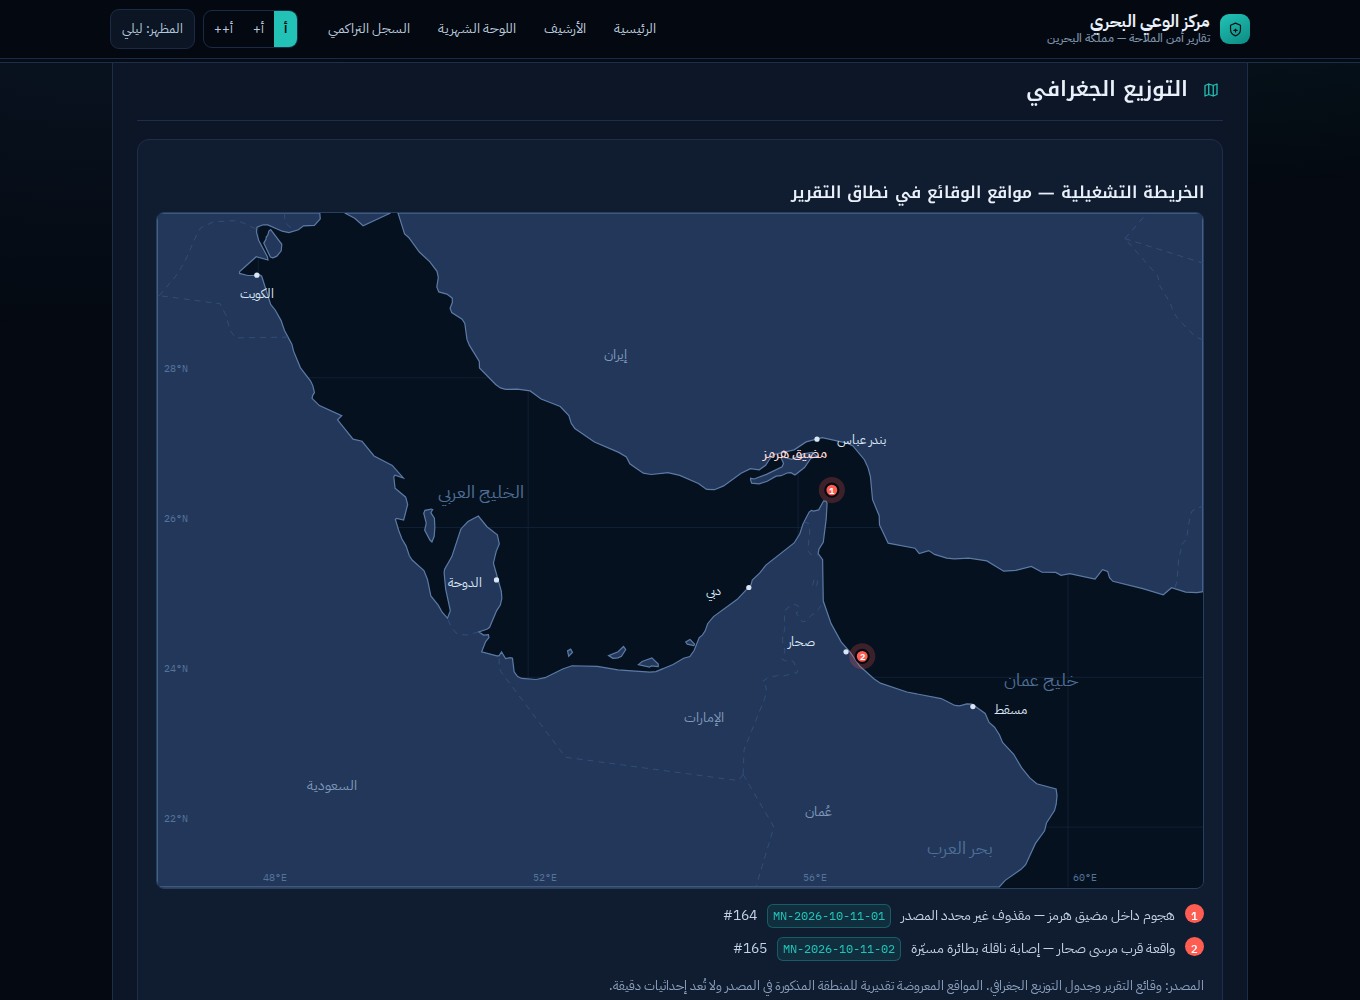 مركز الوعي البحري
تقارير أمن الملاحة — مملكة البحرين
الرئيسية
الأرشيف
اللوحة الشهرية
السجل التراكمي
أ
أ+
أ++
المظهر: ليلي
التوزيع الجغرافي
الخريطة التشغيلية — مواقع الوقائع في نطاق التقرير
الكويت
إيران
28°N
بندر عباس
مضيق هرمز
1
الخليج العربي
26°N
الدوحة
دبي
صحار
2
24°N
خليج عمان
مسقط
الإمارات
السعودية
عُمان
22°N
بحر العرب
48°E
52°E
56°E
60°E
1 هجوم داخل مضيق هرمز — مقذوف غير محدد المصدر MN-2026-10-11-01 #164
2 واقعة قرب مرسى صحار — إصابة ناقلة بطائرة مسيّرة MN-2026-10-11-02 #165
المصدر: وقائع التقرير وجدول التوزيع الجغرافي. المواقع المعروضة تقديرية للمنطقة المذكورة في المصدر ولا تُعد إحداثيات دقيقة.